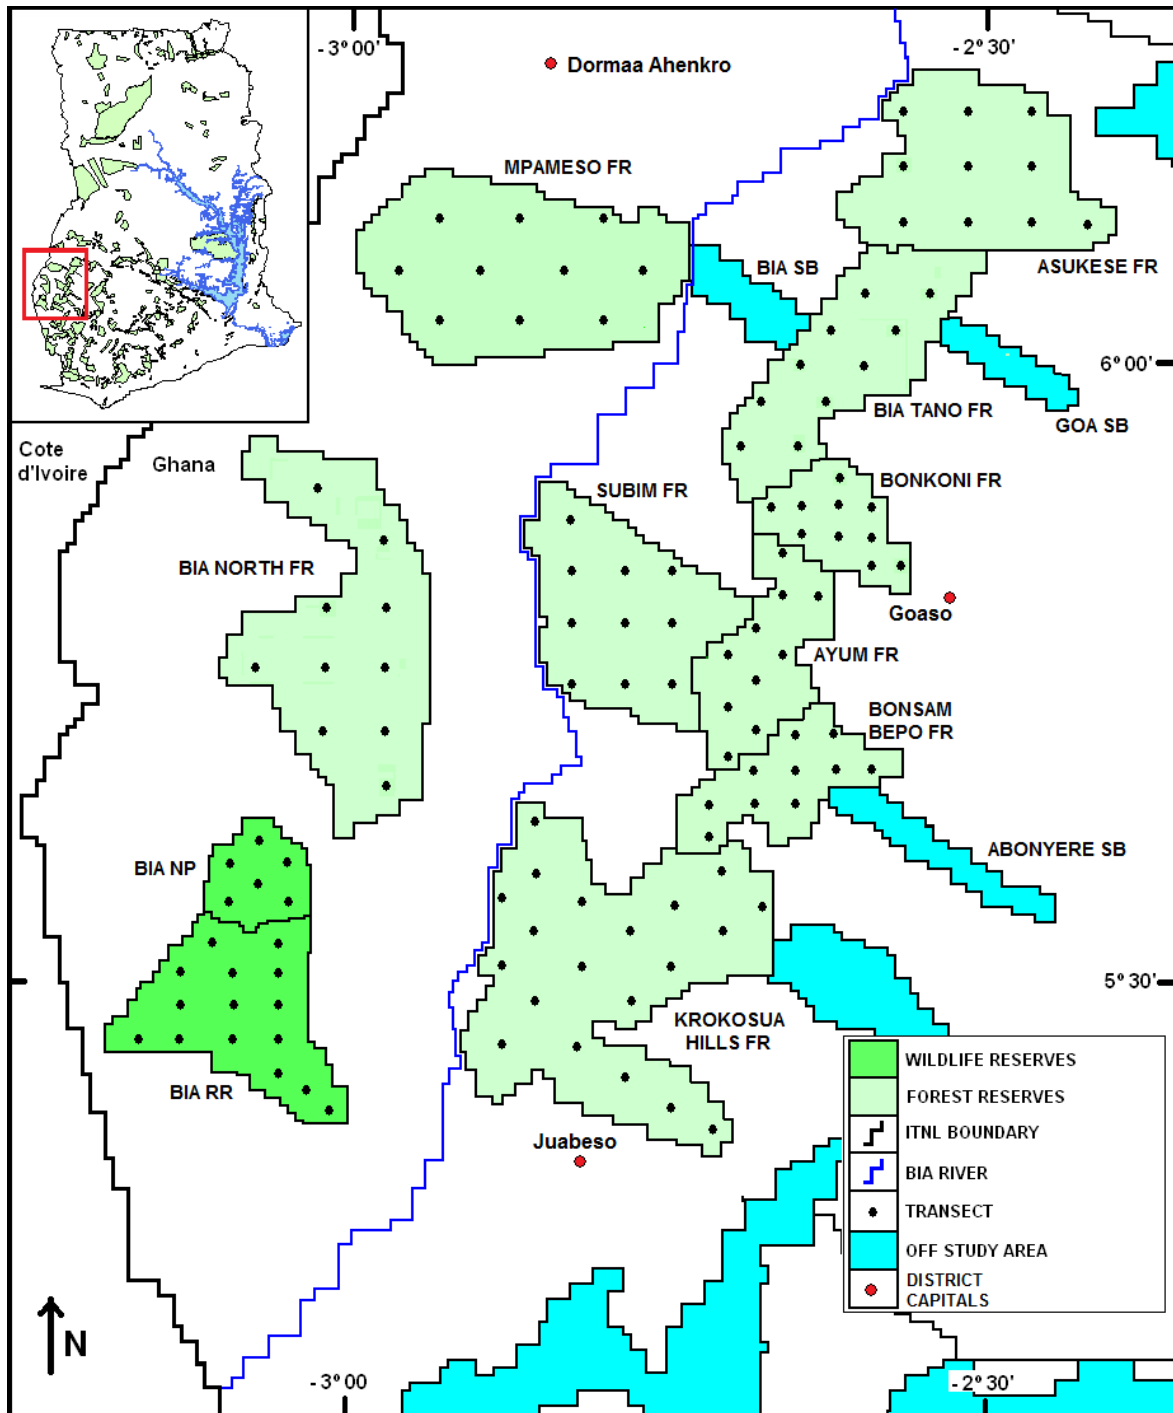 - 3° 00'
- 2° 30'
Dormaa Ahenkro
MPAMESO FR
BIA SB
ASUKESE FR
6° 00'
BIA TANO FR
GOA SB
Cote
d'Ivoire
Ghana
SUBIM FR
BONKONI FR
BIA NORTH FR
Goaso
AYUM FR
BONSAM
BEPO FR
BIA NP
ABONYERE SB
5° 30'
KROKOSUA
HILLS FR
BIA RR
Juabeso
WILDLIFE RESERVES
FOREST RESERVES
ITNL BOUNDARY
BIA RIVER
TRANSECT
OFF STUDY AREA
DISTRICT
CAPITALS
N
- 3° 00
- 2° 30'